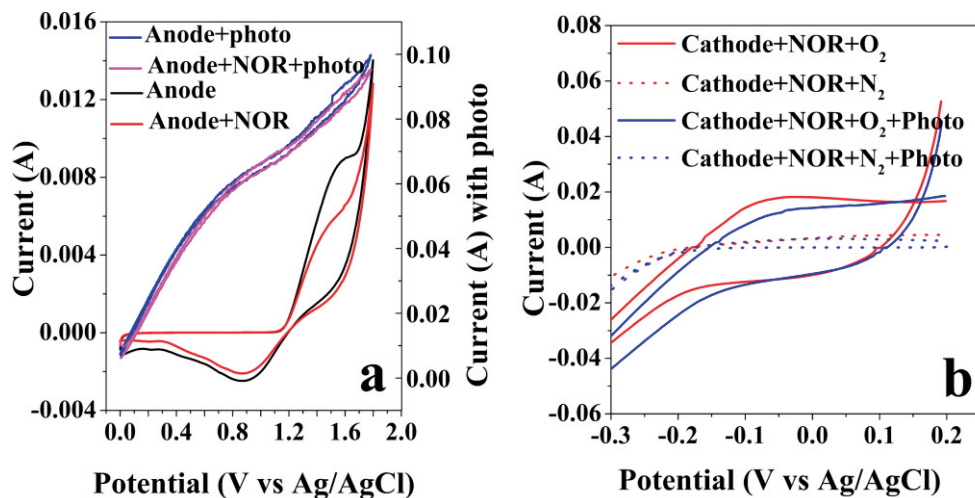 0.016
0.012
0.008
0.004
0.000
-0.004
Current (A)
Anode+photo
Anode+NOR+photo
Anode
Anode+NOR
0.10
0.08
0.06
0.04
0.02
0.00
Current (A) with photo
a
0.0 0.4 0.8 1.2 1.6 2.0
Potential (V vs Ag/AgCl)
0.08
0.06
0.04
0.02
0.00
-0.02
-0.04
-0.06
Current (A)
Cathode+NOR+O2
Cathode+NOR+N2
Cathode+NOR+O2+Photo
Cathode+NOR+N2+Photo
b
-0.3 -0.2 -0.1 0.0 0.1 0.2
Potential (V vs Ag/AgCl)